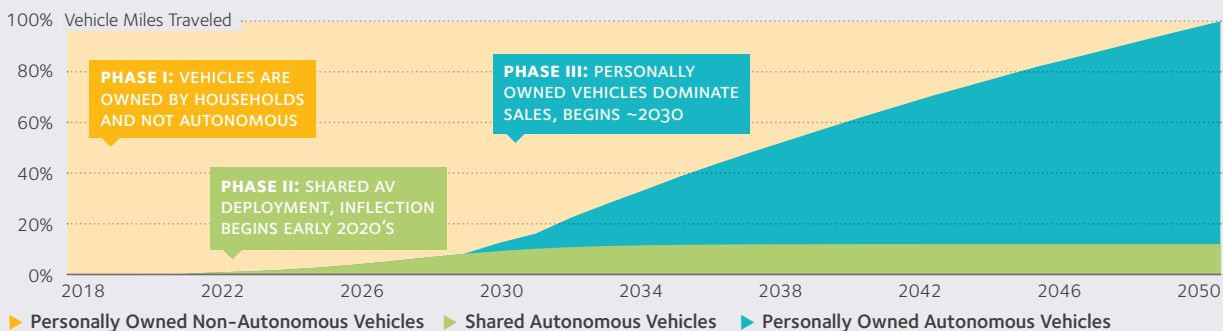 100% Vehicle Miles Traveled
80%
60%
40%
20%
0%
PHASE I: VEHICLES ARE
OWNED BY HOUSEHOLDS
AND NOT AUTONOMOUS
PHASE II: SHARED AV
DEPLOYMENT, INFLECTION
BEGINS EARLY 2020'S
PHASE III: PERSONALLY
OWNED VEHICLES DOMINATE
SALES, BEGINS ~2030
2018 2022 2026 2030 2034 2038 2042 2046 2050
Personally Owned Non-Autonomous Vehicles Shared Autonomous Vehicles Personally Owned Autonomous Vehicles